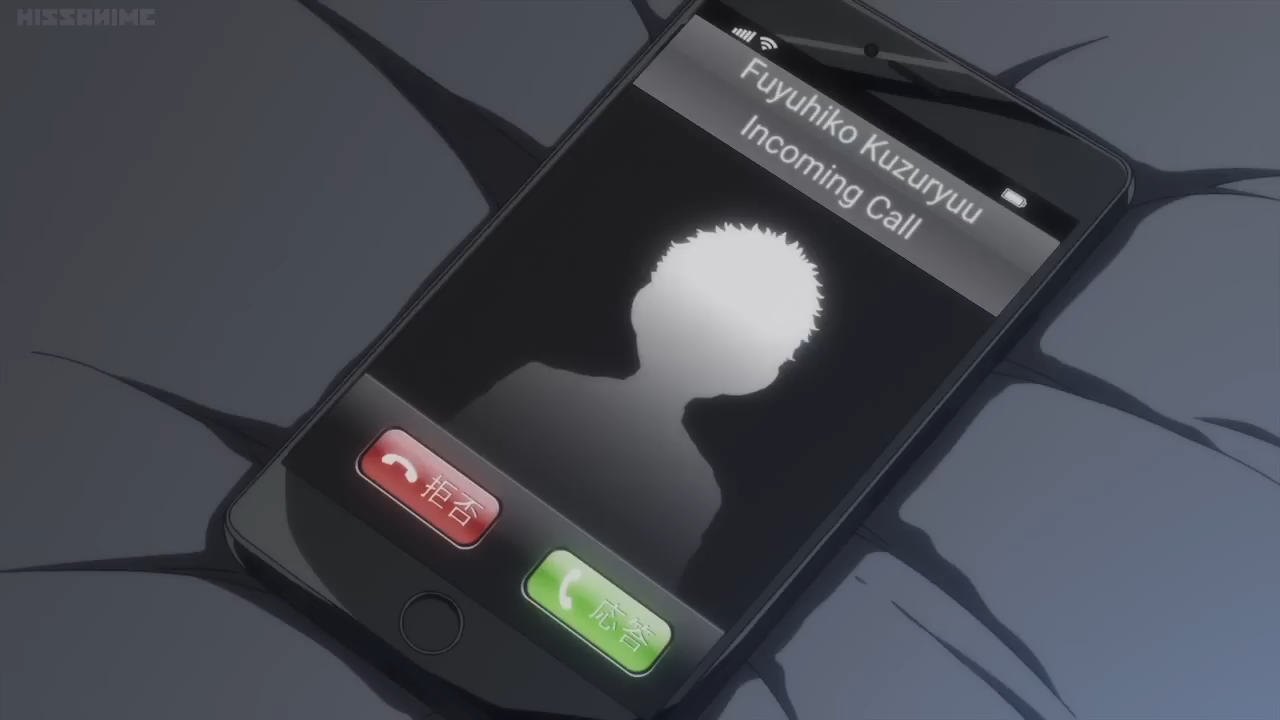 HISSANIME
Fuyuhiko Kuzuryuu
Incoming Call
拒否
応答